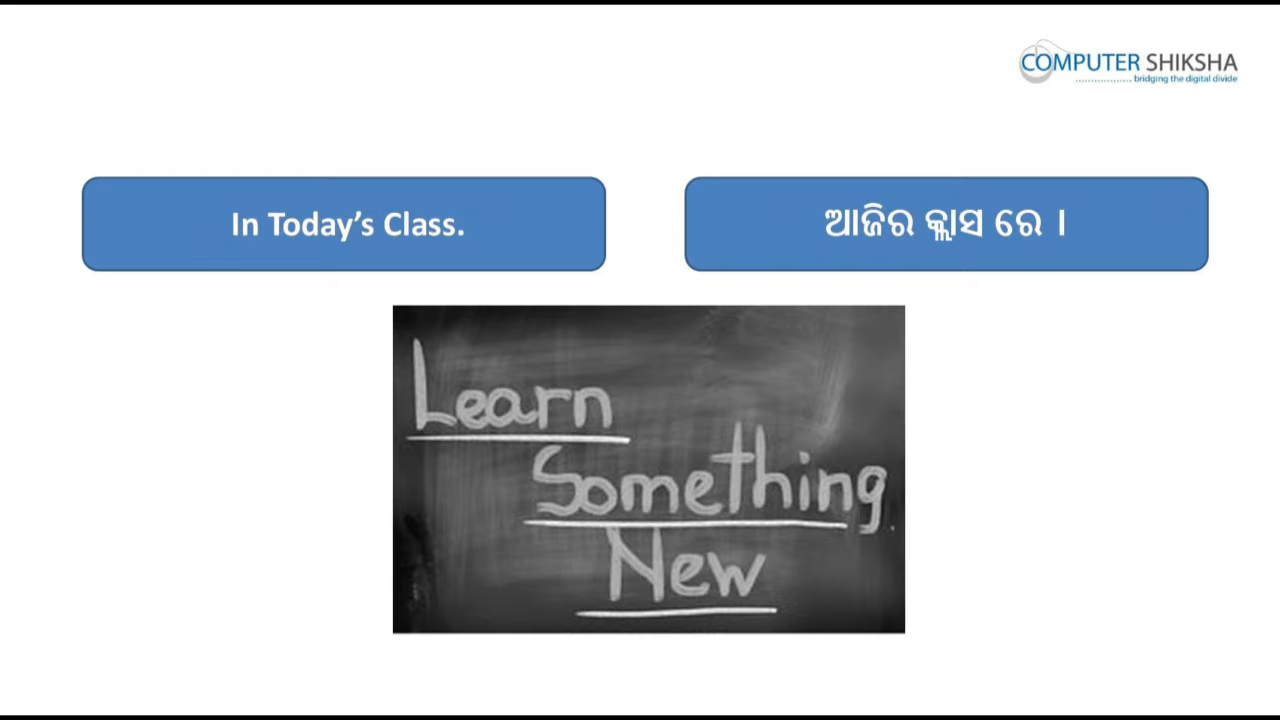 COMPUTER SHIKSHA
bridging the digital divide
In Today's Class.
ଆଜିର କ୍ଲାସ ରେ ।
Learn
Something
New